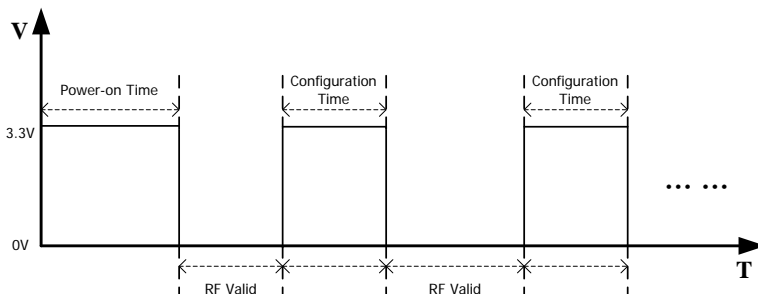 V
Power-on Time
Configuration
Time
Configuration
Time
3.3V
... ...
0V
T
RF Valid
RF Valid